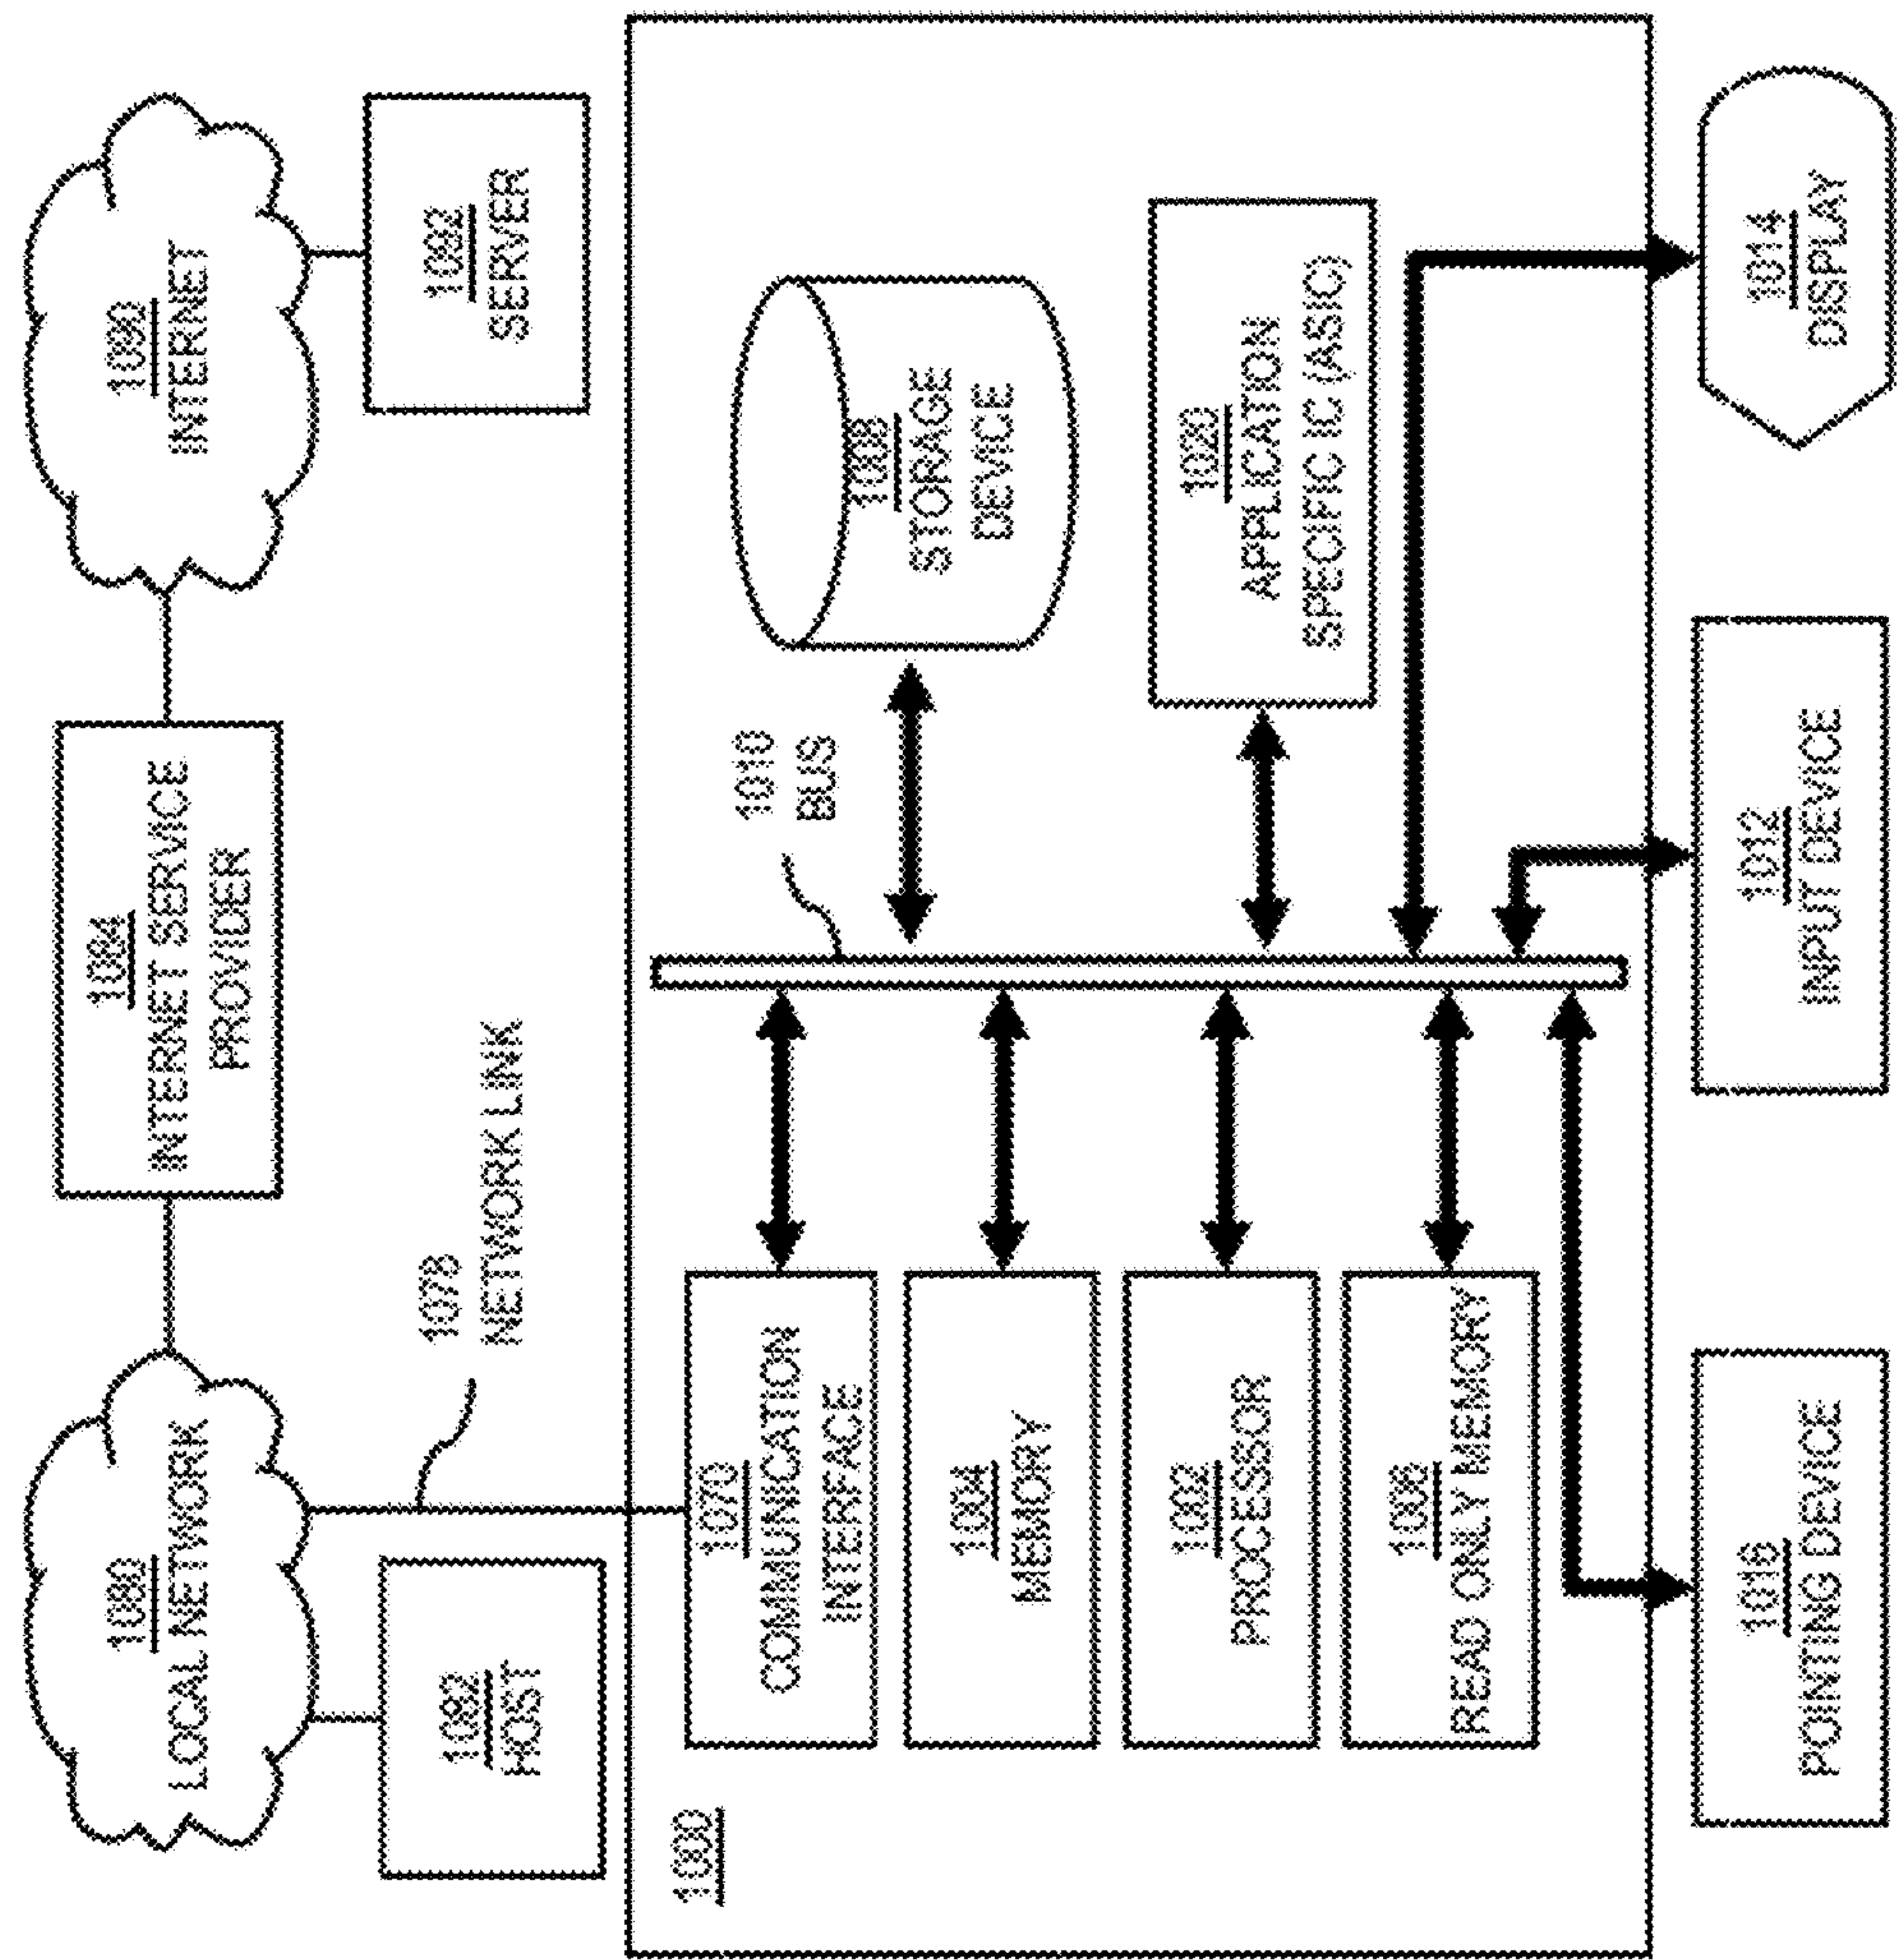 1080
LOCAL NETWORK
1084
INTERNET SERVICE
PROVIDER
1090
INTERNET
1082
HOST
1078
NETWORK LINK
1092
SERVER
1000
1070
COMMUNICATION
INTERFACE
1010
BUS
1008
STORAGE
DEVICE
1004
MEMORY
1002
PROCESSOR
1020
APPLICATION
SPECIFIC IC (ASIC)
1006
READ ONLY MEMORY
1016
POINTING DEVICE
1012
INPUT DEVICE
1014
DISPLAY